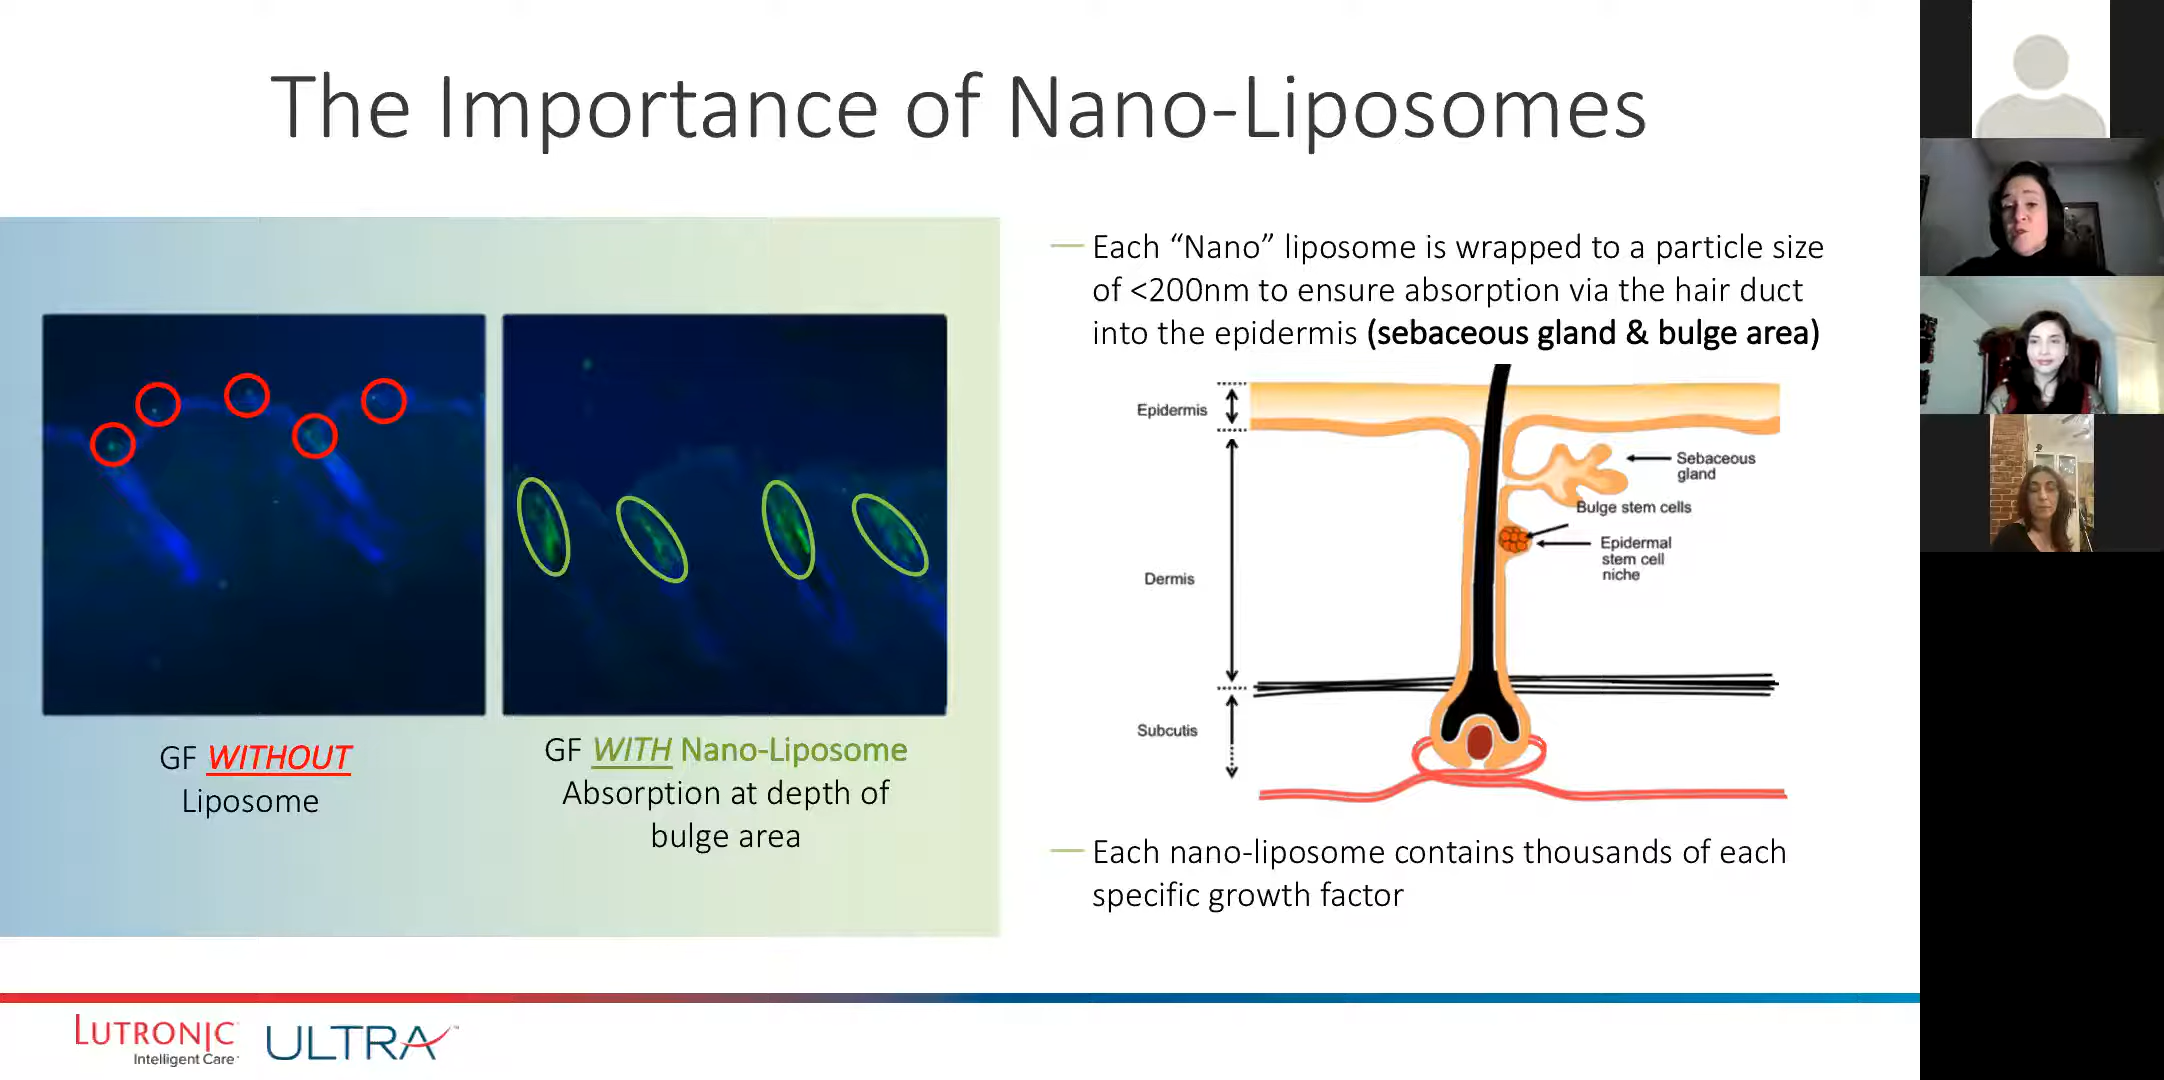 The Importance of Nano-Liposomes
GF WITHOUT
Liposome
GF WITH Nano-Liposome
Absorption at depth of
bulge area
Each “Nano” liposome is wrapped to a particle size
of <200nm to ensure absorption via the hair duct
into the epidermis (sebaceous gland & bulge area)
Epidermis
Sebaceous
gland
Bulge stem cells
Epidermal
stem cell
niche
Dermis
Subcutis
Each nano-liposome contains thousands of each
specific growth factor
LUTRONIC
Intelligent Care
ULTRA™